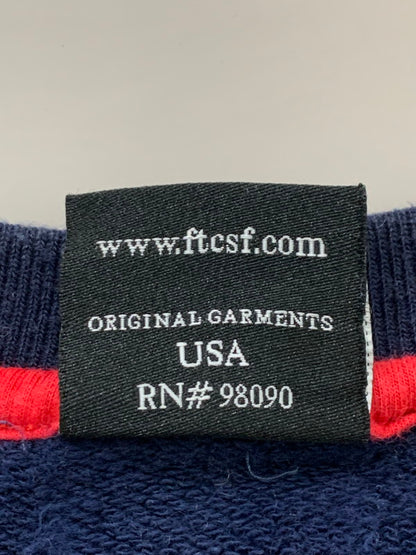 www.ftcsf.com
ORIGINAL GARMENTS
USA
RN# 98090